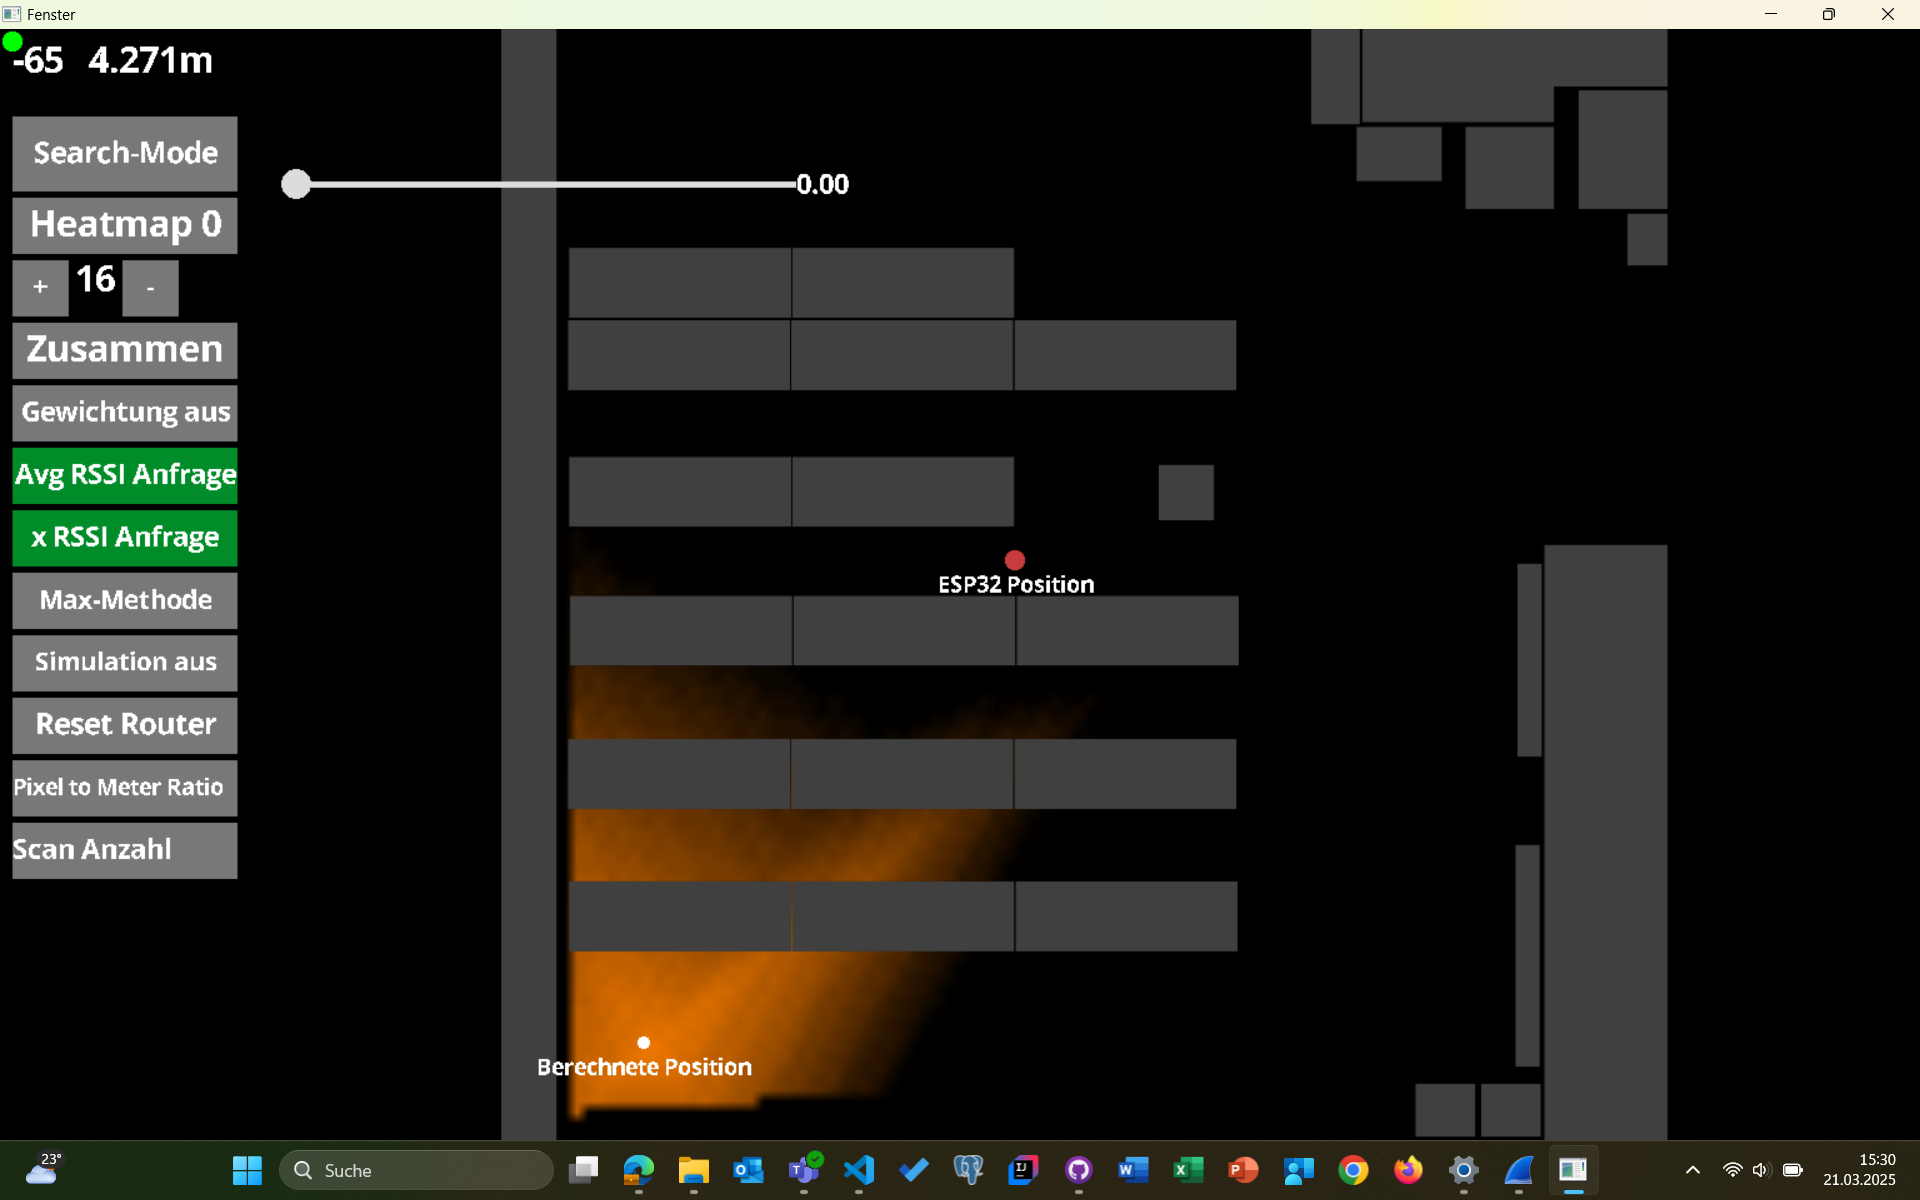 Fenster
-65 4.271m
Search-Mode
0.00
Heatmap 0
+ 16 -
Zusammen
Gewichtung aus
Avg RSSI Anfrage
x RSSI Anfrage
ESP32 Position
Max-Methode
Simulation aus
Reset Router
Pixel to Meter Ratio
Scan Anzahl
Berechnete Position
23°
Suche
15:30
21.03.2025